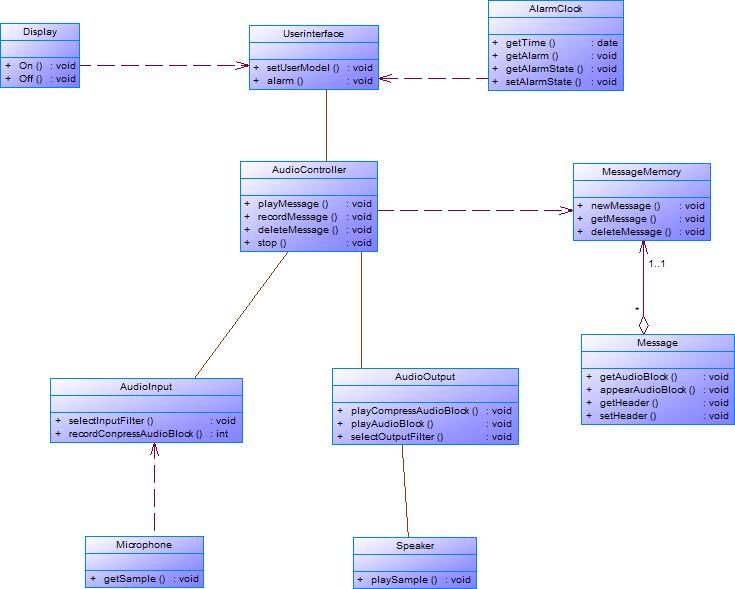 Display
+ On () : void
+ Off () : void
Userinterface
+ setUserModel () : void
+ alarm () : void
AlarmClock
+ getTime () : date
+ getAlarm () : void
+ getAlarmState () : void
+ setAlarmState () : void
AudioController
+ playMessage () : void
+ recordMessage () : void
+ deleteMessage () : void
+ stop () : void
MessageMemory
+ newMessage () : void
+ getMessage () : void
+ deleteMessage () : void
1..1
*
Message
+ getAudioBlock () : void
+ appearAudioBlock () : void
+ getHeader () : void
+ setHeader () : void
AudioInput
+ selectInputFilter () : void
+ recordConpressAudioBlock () : int
AudioOutput
+ playCompressAudioBlock () : void
+ playAudioBlock () : void
+ selectOutputFilter () : void
Microphone
+ getSample () : void
Speaker
+ playSample () : void